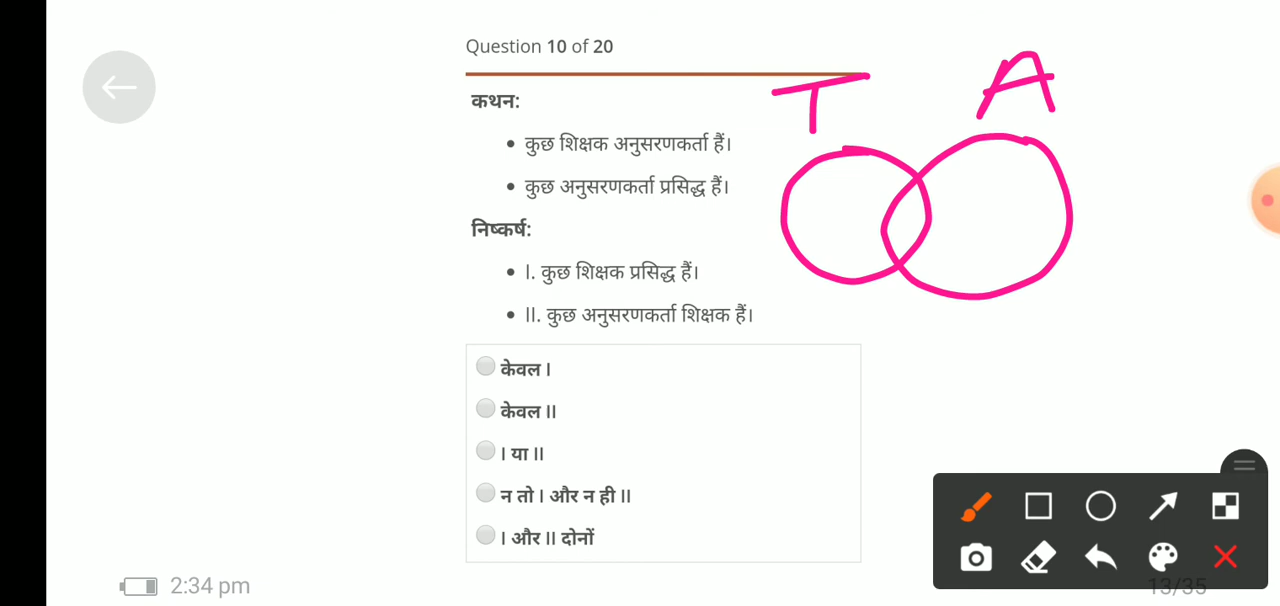 Question 10 of 20
T A
कथन:
• कुछ शिक्षक अनुसरणकर्ता हैं।
• कुछ अनुसरणकर्ता प्रसिद्ध हैं।
निष्कर्ष:
• I. कुछ शिक्षक प्रसिद्ध हैं।
• II. कुछ अनुसरणकर्ता शिक्षक हैं।
केवल I
केवल II
I या II
न तो I और न ही II
I और II दोनों
2:34 pm
13/35